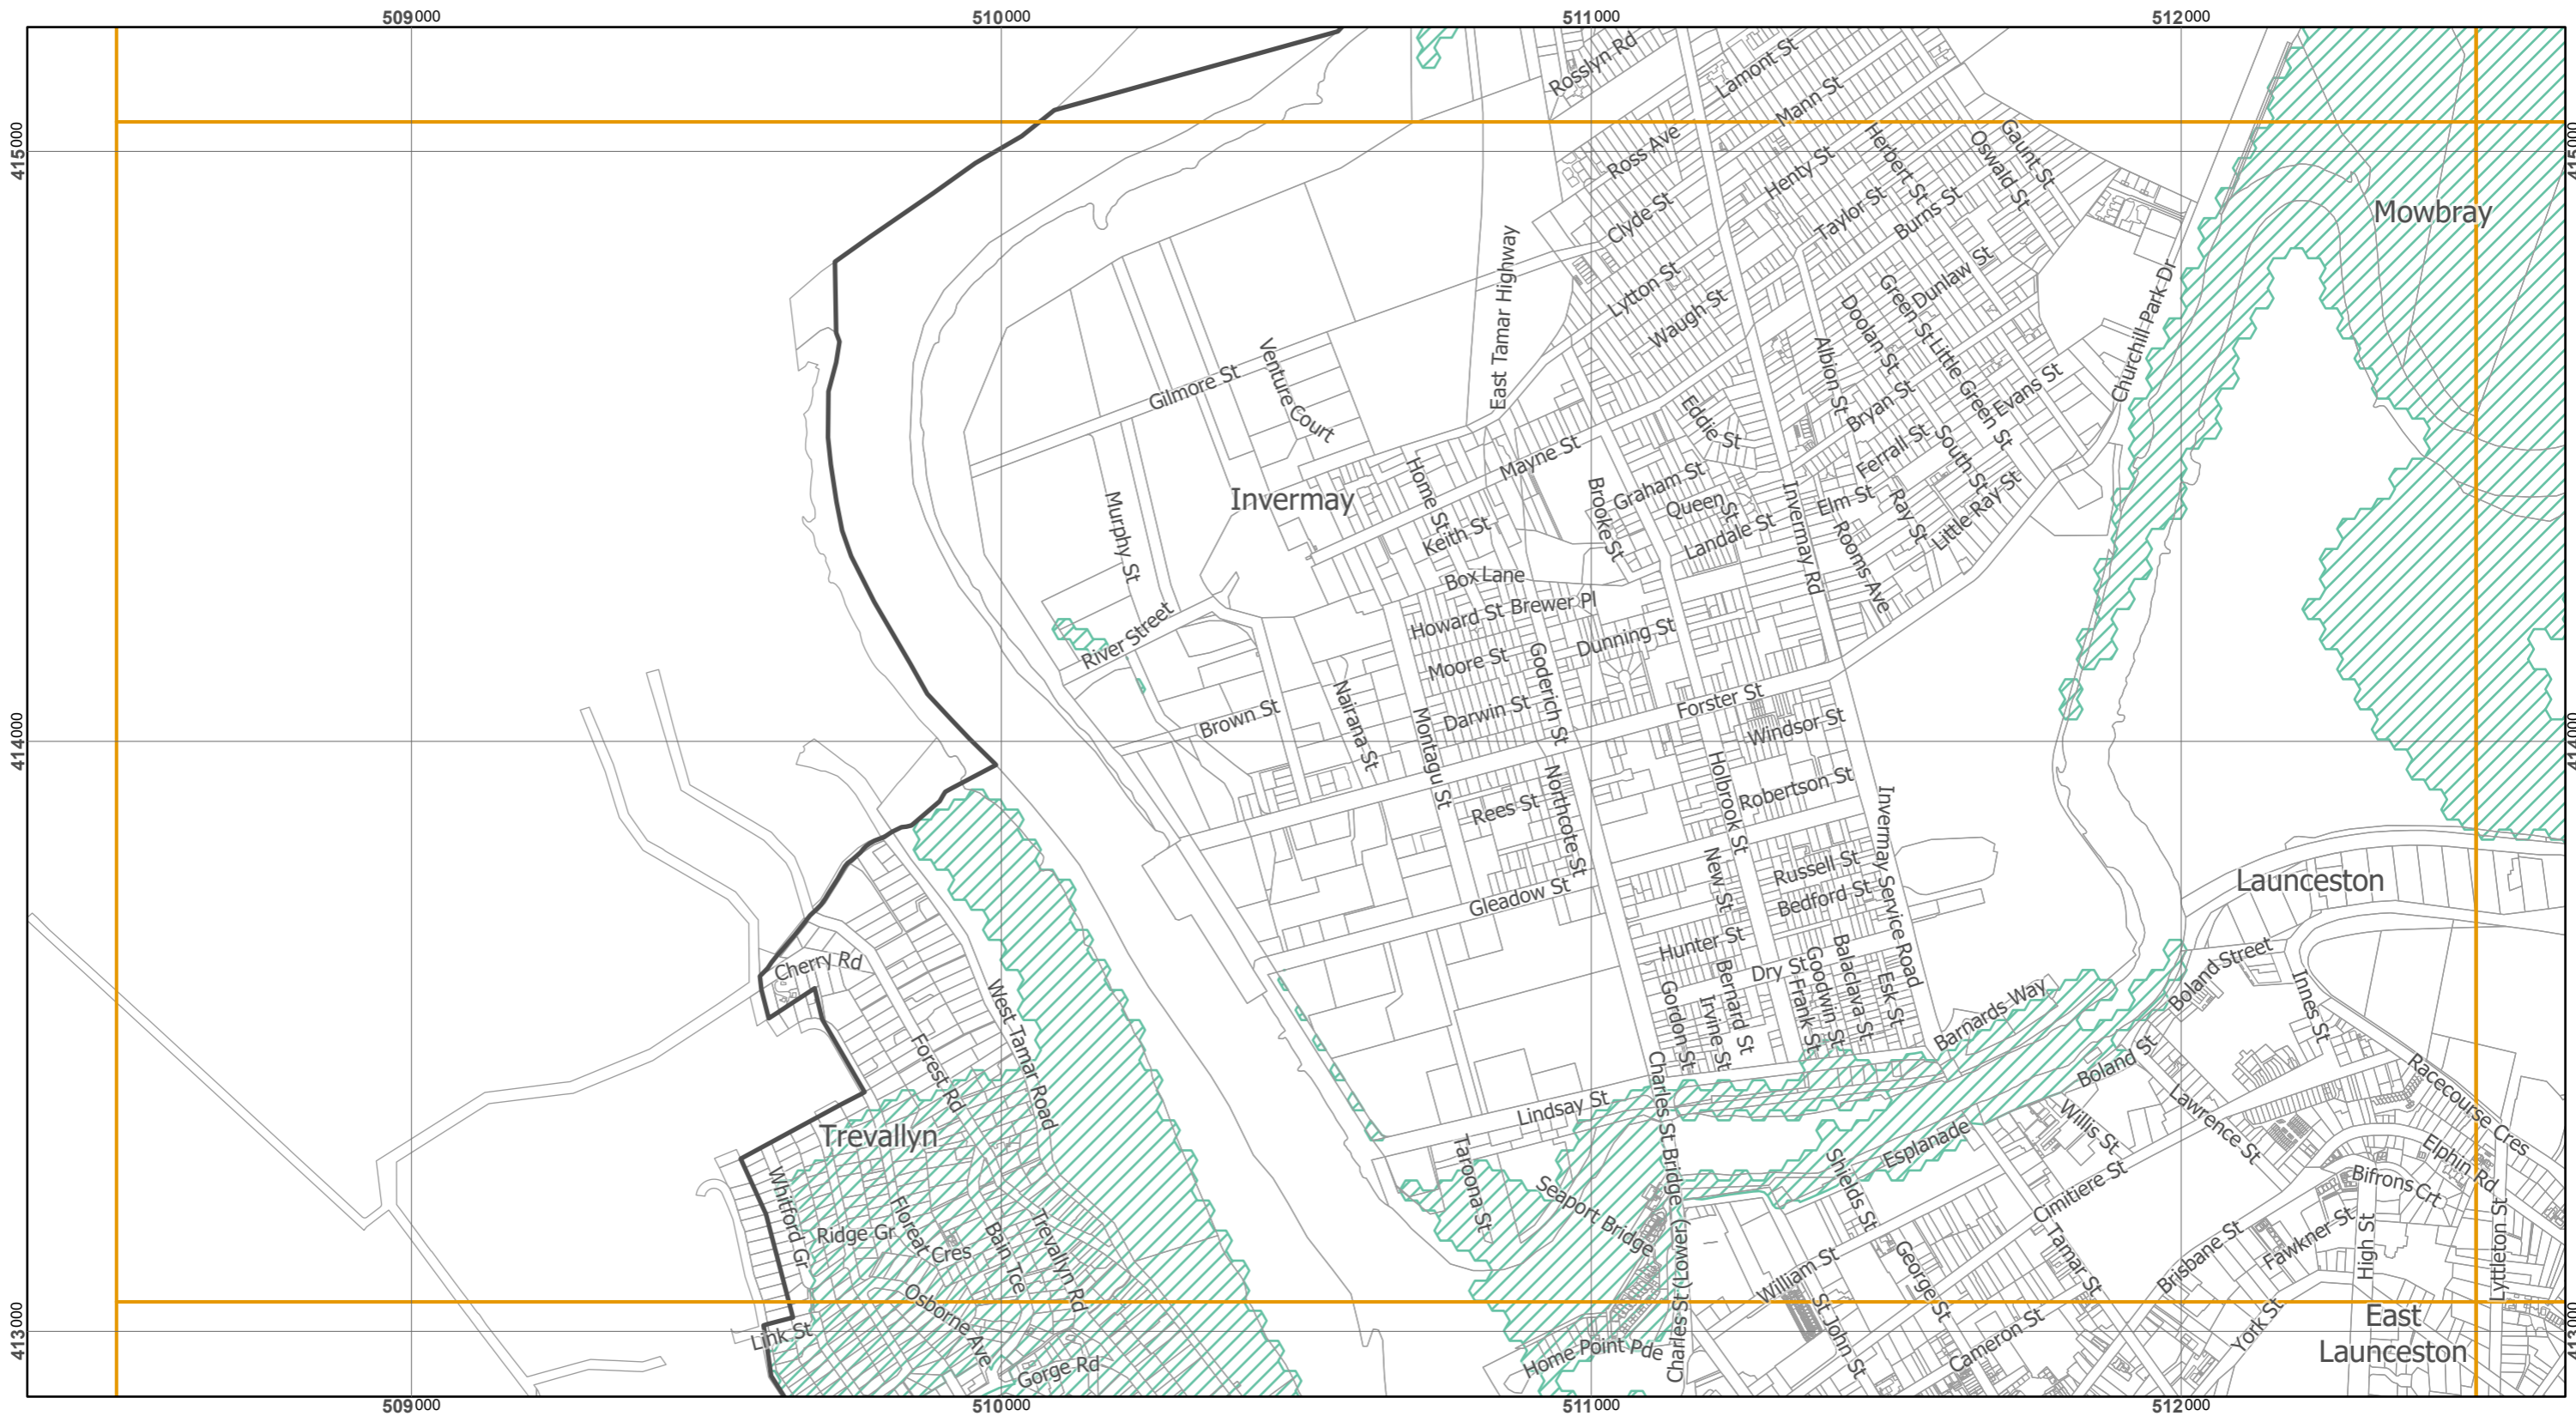 509000
510000
511000
512000
415000
415000
Rosslyn Rd
Lamont St
Mann St
Ross Ave
Henty St
Herbert St
Oswald St
Gaunt St
Mowbray
Clyde St
Taylor St
Burns St
East Tamar Highway
Lytton St
Waugh St
Green St
Dunlaw St
Doolan St
Churchill Park Dr
Gilmore St
Venture Court
Albion St
Little Green St
Evans St
Bryan St
Eddie St
Mayne St
Ferrall St
South St
Invermay
Home St
Murphy St
Brooke St
Graham St
Queen St
Invermay Rd
Elm St
Ray St
Little Ray St
Keith St
Landale St
Rooms Ave
Box Lane
River Street
Howard St
Brewer Pl
Dunning St
Moore St
Goderich St
Nairana St
Brown St
Darwin St
Forster St
Windsor St
414000
414000
Montagu St
Holbrook St
Robertson St
Rees St
Northcote St
Invermay Service Road
New St
Russell St
Launceston
Gleadow St
Bedford St
Cherry Rd
Hunter St
Dry St
Balaclava St
Goodwin St
Frank St
Esk St
Boland Street
Innes St
West Tamar Road
Gordon St
Irvine St
Bernard St
Barnards Way
Forest Rd
Boland St
Charles St Bridge
Lindsay St
Racecourse Cres
Trevallyn
Willis St
Lawrence St
Esplanade
Elphin Rd
Taroona St
Seaport Bridge
Shields St
Cimitiere St
Bifrons Crt
Whitford Gr
Ridge Gr
Floreat Cres
Bain Tce
Trevallyn Rd
William St
George St
Tamar St
Brisbane St
Fawkner St
High St
Lyttleton St
Osborne Ave
Link St
Gorge Rd
Home Point Pde
Charles St (Lower)
St John St
Cameron St
York St
East
Launceston
413000
413000
509000
510000
511000
512000